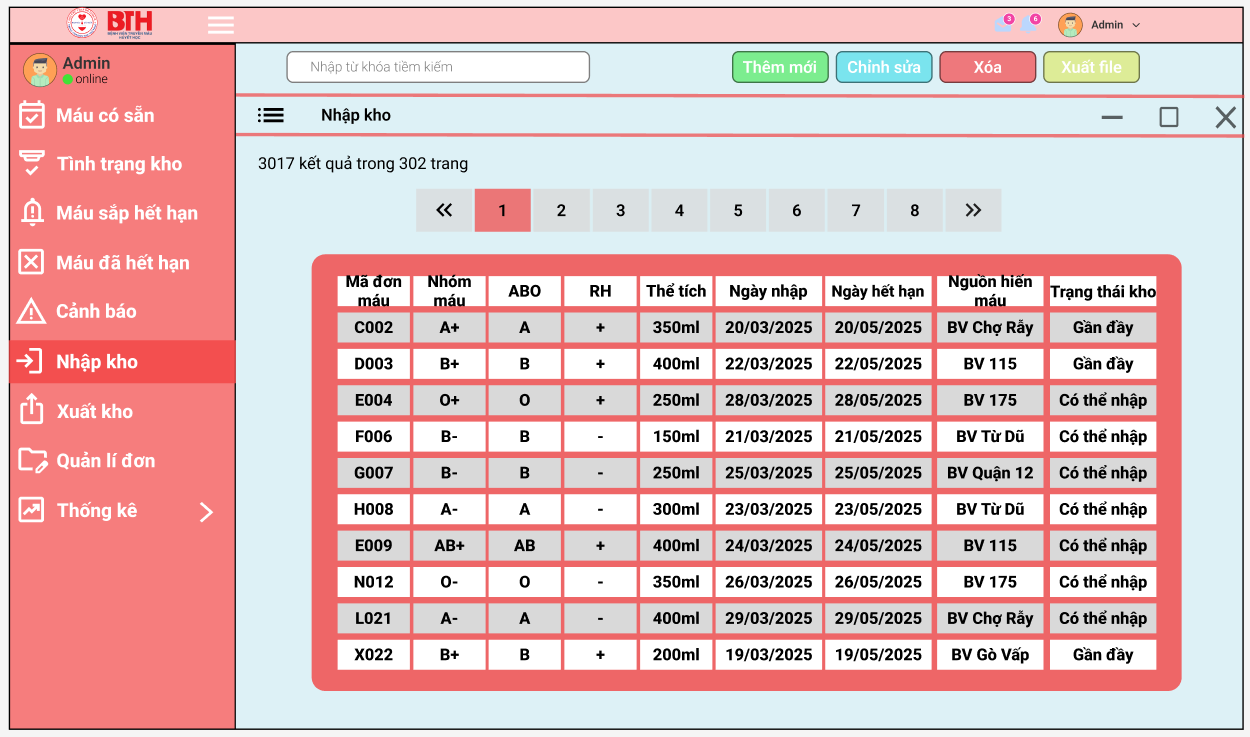 BTH
BỆNH VIỆN TRUYỀN MÁU
HUYẾT HỌC
3
6
Admin
Admin
online
Máu có sẵn
Tình trạng kho
Máu sắp hết hạn
Máu đã hết hạn
Cảnh báo
Nhập kho
Xuất kho
Quản lí đơn
Thống kê
Nhập từ khóa tiềm kiếm
Thêm mới
Chỉnh sửa
Xóa
Xuất file
Nhập kho
3017 kết quả trong 302 trang
1 2 3 4 5 6 7 8
Mã đơn máu Nhóm máu ABO RH Thể tích Ngày nhập Ngày hết hạn Nguồn hiến máu Trạng thái kho
C002 A+ A + 350ml 20/03/2025 20/05/2025 BV Chợ Rẫy Gần đầy
D003 B+ B + 400ml 22/03/2025 22/05/2025 BV 115 Gần đầy
E004 O+ O + 250ml 28/03/2025 28/05/2025 BV 175 Có thể nhập
F006 B- B - 150ml 21/03/2025 21/05/2025 BV Từ Dũ Có thể nhập
G007 B- B - 250ml 25/03/2025 25/05/2025 BV Quận 12 Có thể nhập
H008 A- A - 300ml 23/03/2025 23/05/2025 BV Từ Dũ Có thể nhập
E009 AB+ AB + 400ml 24/03/2025 24/05/2025 BV 115 Có thể nhập
N012 O- O - 350ml 26/03/2025 26/05/2025 BV 175 Có thể nhập
L021 A- A - 400ml 29/03/2025 29/05/2025 BV Chợ Rẫy Có thể nhập
X022 B+ B + 200ml 19/03/2025 19/05/2025 BV Gò Vấp Gần đầy